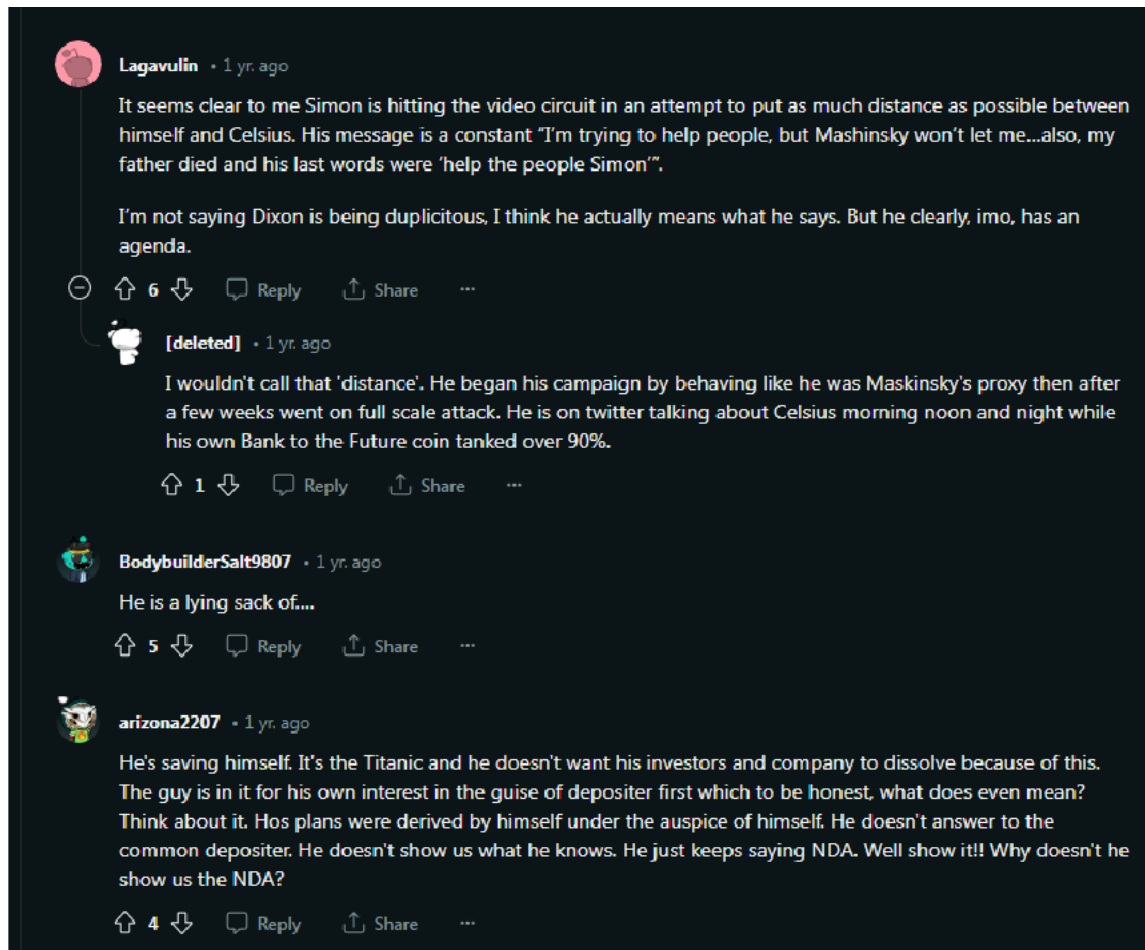 Lagavulin • 1 yr. ago
It seems clear to me Simon is hitting the video circuit in an attempt to put as much distance as possible between
himself and Celsius. His message is a constant “I'm trying to help people, but Mashinsky won't let me...also, my
father died and his last words were ‘help the people Simon’”.
I'm not saying Dixon is being duplicitous, I think he actually means what he says. But he clearly, imo, has an
agenda.
6 Reply Share ...
[deleted] • 1 yr. ago
I wouldn't call that 'distance'. He began his campaign by behaving like he was Maskinsky's proxy then after
a few weeks went on full scale attack. He is on twitter talking about Celsius morning noon and night while
his own Bank to the Future coin tanked over 90%.
1 Reply Share ...
BodybuilderSalt9807 • 1 yr. ago
He is a lying sack of....
5 Reply Share ...
arizona2207 • 1 yr. ago
He's saving himself. It's the Titanic and he doesn't want his investors and company to dissolve because of this.
The guy is in it for his own interest in the guise of depositer first which to be honest, what does even mean?
Think about it. Hos plans were derived by himself under the auspice of himself. He doesn't answer to the
common depositer. He doesn't show us what he knows. He just keeps saying NDA. Well show it!! Why doesn't he
show us the NDA?
4 Reply Share ...